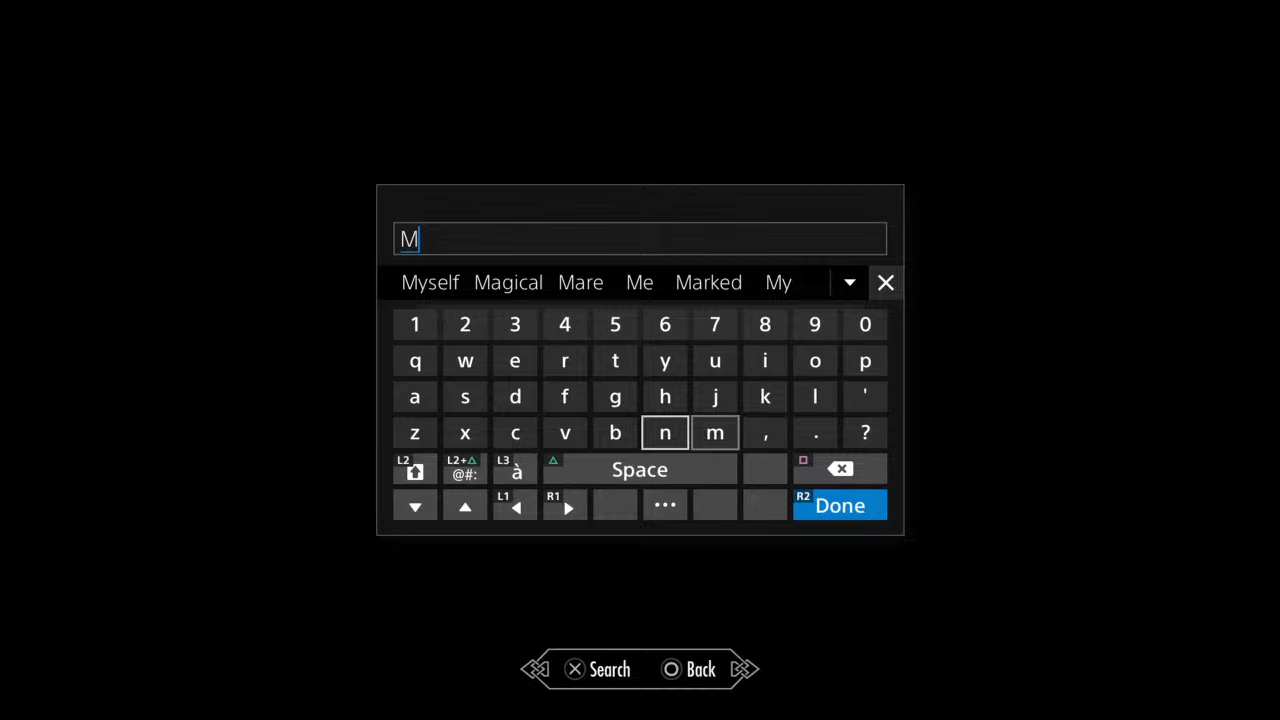 M
Myself Magical Mare Me Marked My
1 2 3 4 5 6 7 8 9 0
q w e r t y u i o p
a s d f g h j k l '
z x c v b n m , . ?
L2 L2+△ @#: L3 à △ Space □
L1 R1 ... R2 Done
Search Back